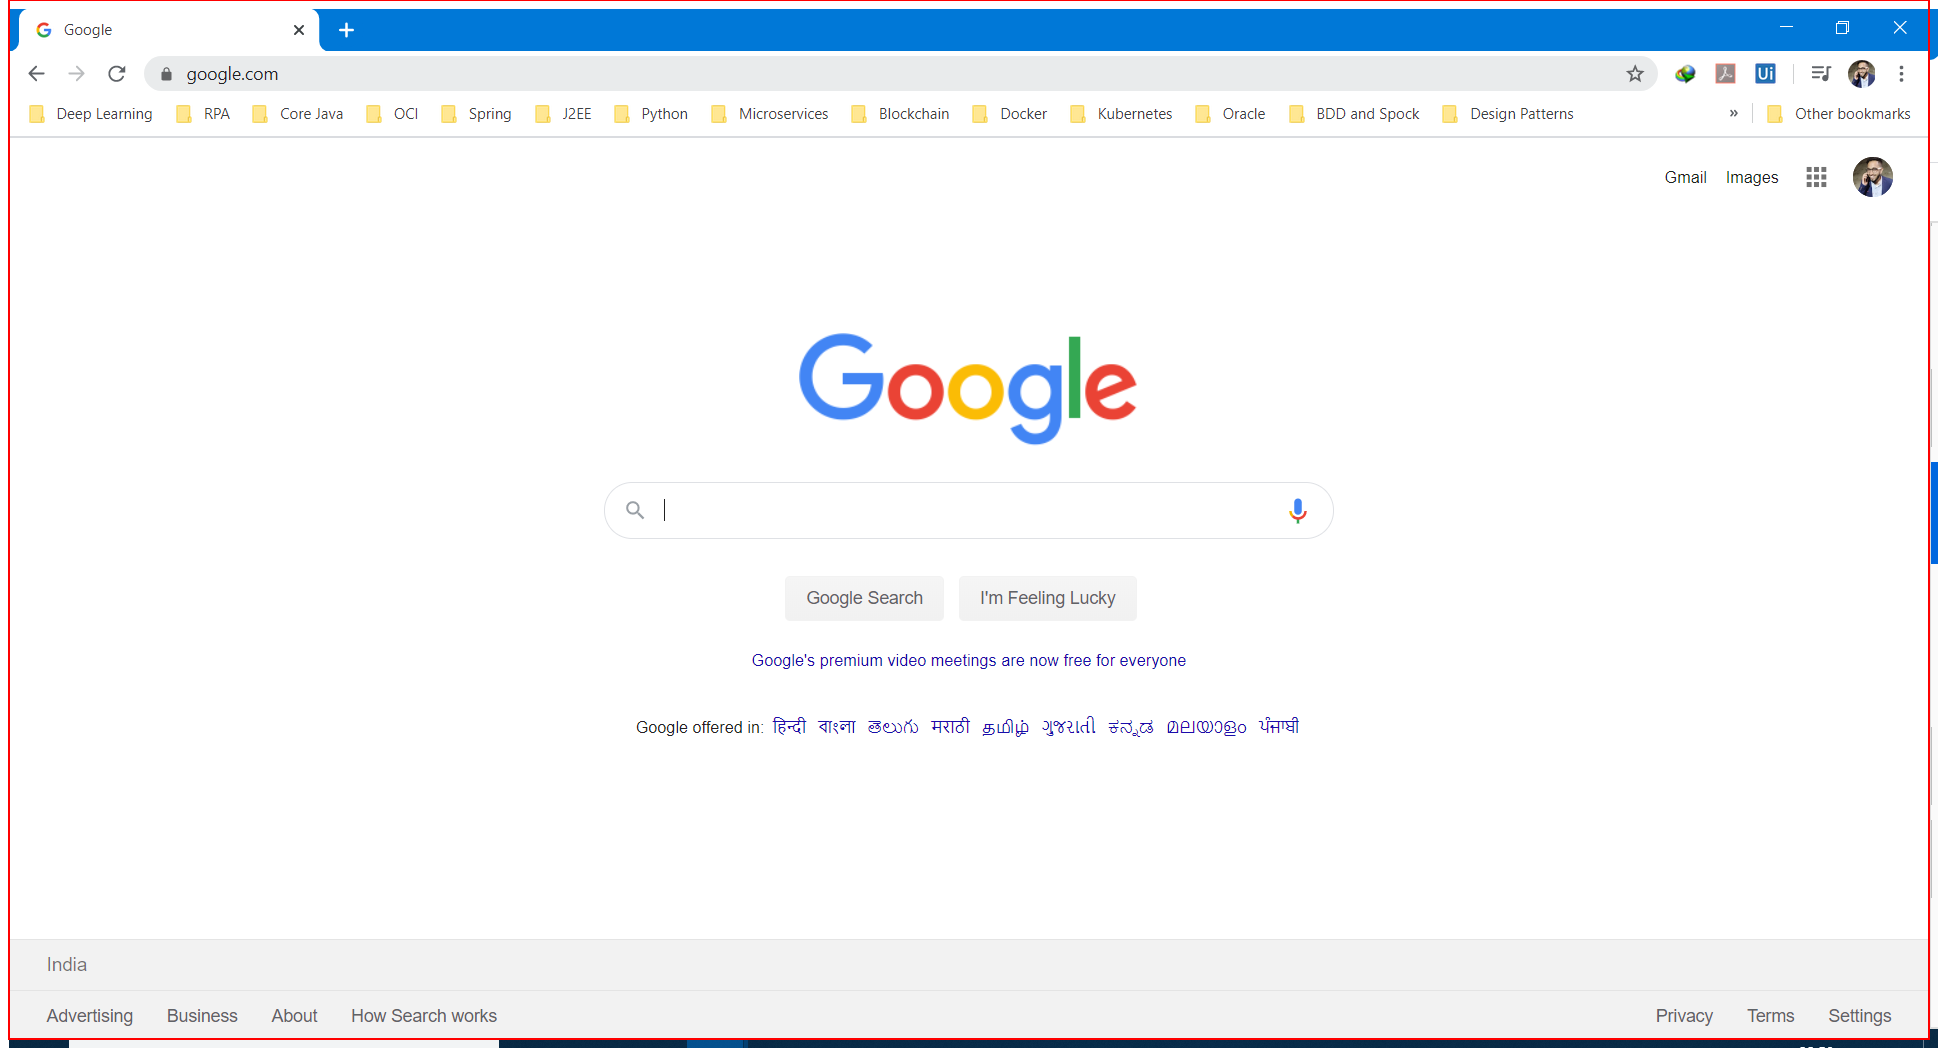 Google
google.com
Deep Learning RPA Core Java OCI Spring J2EE Python Microservices Blockchain Docker Kubernetes Oracle BDD and Spock Design Patterns » Other bookmarks
Ui
Gmail Images
Google
Google Search I'm Feeling Lucky
Google's premium video meetings are now free for everyone
Google offered in: हिन्दी বাংলা తెలుగు मराठी தமிழ் ગુજરાતી ಕನ್ನಡ മലയാളം ਪੰਜਾਬੀ
India
Advertising Business About How Search works Privacy Terms Settings